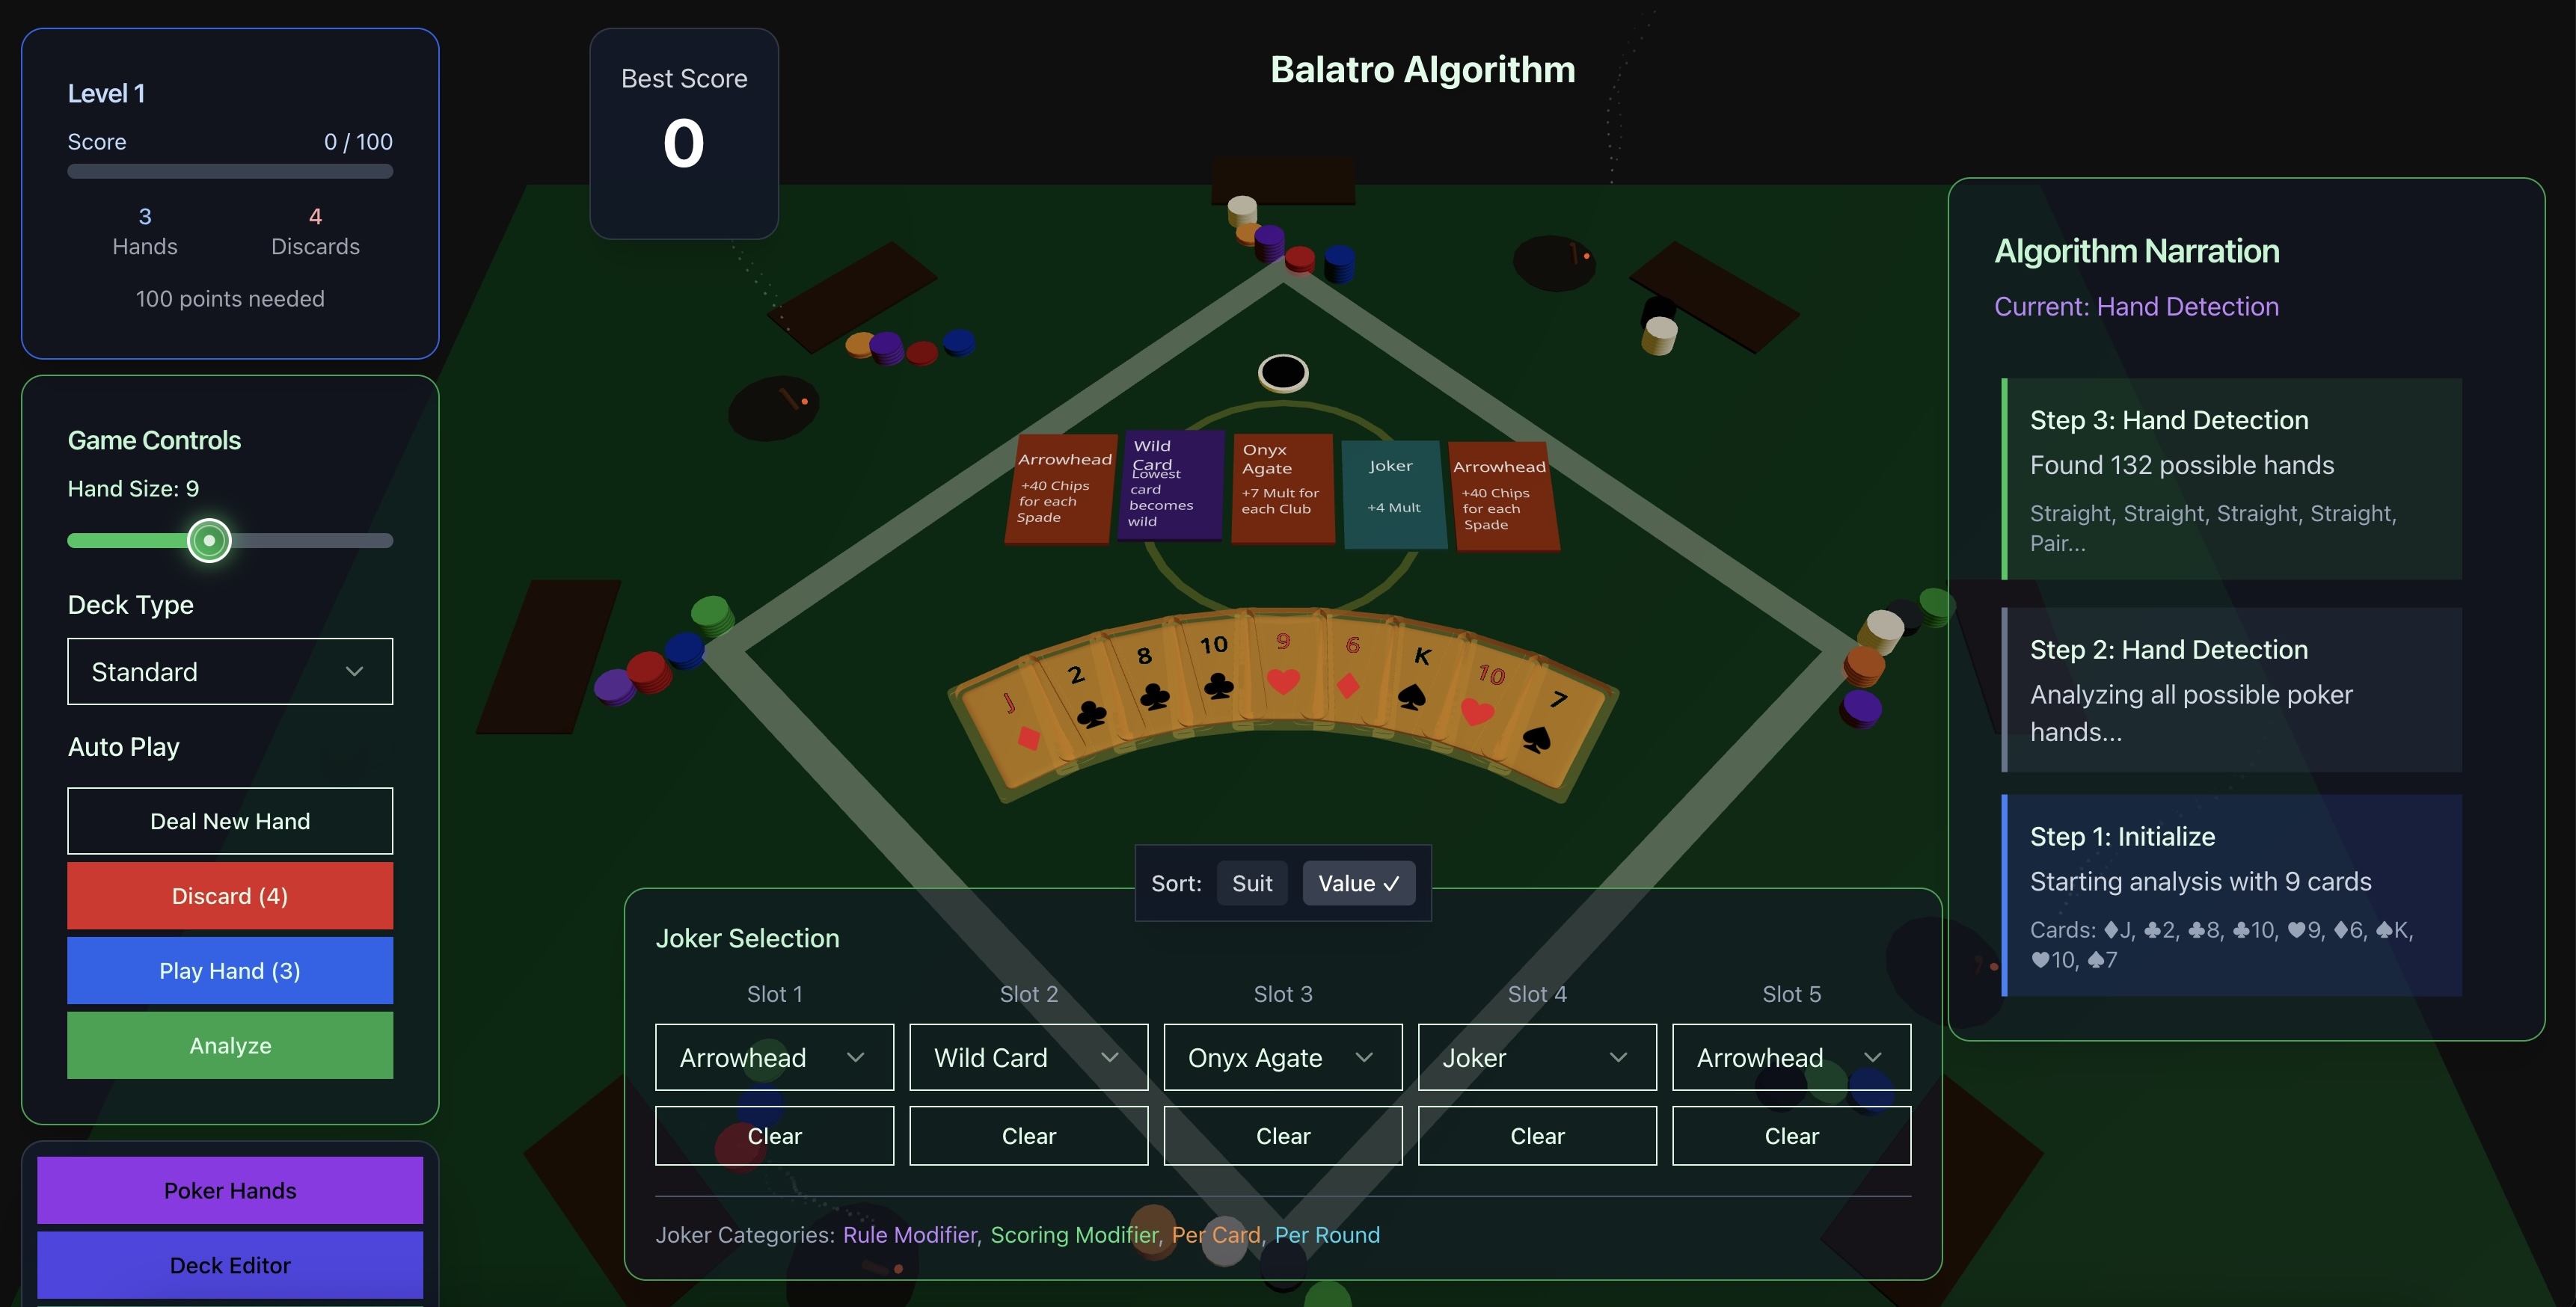 Level 1
Score 0 / 100
3 4
Hands Discards
100 points needed
Game Controls
Hand Size: 9
Deck Type
Standard
Auto Play
Deal New Hand
Discard (4)
Play Hand (3)
Analyze
Poker Hands
Deck Editor
Best Score
0
Balatro Algorithm
Arrowhead
+40 Chips
for each
Spade
Wild
Card
Lowest
card
becomes
wild
Onyx
Agate
+7 Mult for
each Club
Joker
+4 Mult
Arrowhead
+40 Chips
for each
Spade
J♦ 2♣ 8♣ 10♣ 9♥ 6♦ K♠ 10♥ 7♠
Sort: Suit Value ✓
Joker Selection
Slot 1 Slot 2 Slot 3 Slot 4 Slot 5
Arrowhead Wild Card Onyx Agate Joker Arrowhead
Clear Clear Clear Clear Clear
Joker Categories: Rule Modifier, Scoring Modifier, Per Card, Per Round
Algorithm Narration
Current: Hand Detection
Step 3: Hand Detection
Found 132 possible hands
Straight, Straight, Straight, Straight,
Pair...
Step 2: Hand Detection
Analyzing all possible poker
hands...
Step 1: Initialize
Starting analysis with 9 cards
Cards: ♦J, ♣2, ♣8, ♣10, ♥9, ♦6, ♠K,
♥10, ♠7